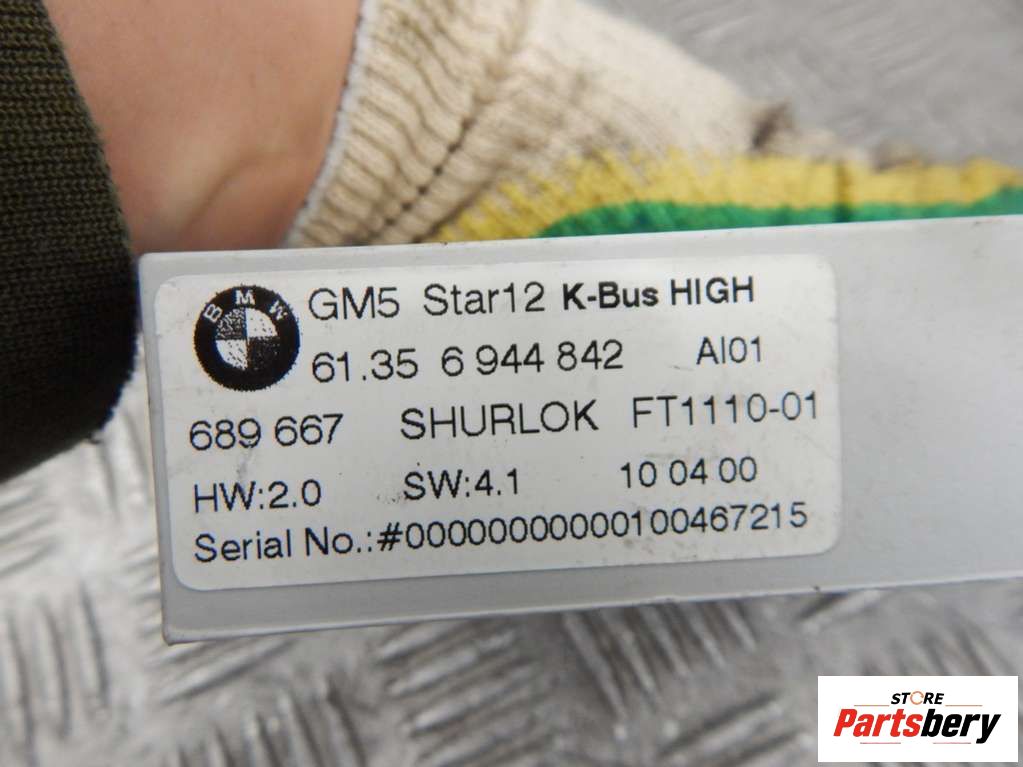 BMW
GM5 Star12 K-Bus HIGH
61.35 6 944 842 AI01
689 667 SHURLOK FT1110-01
HW:2.0 SW:4.1 10 04 00
Serial No.:#00000000000100467215
STORE
Partsbery